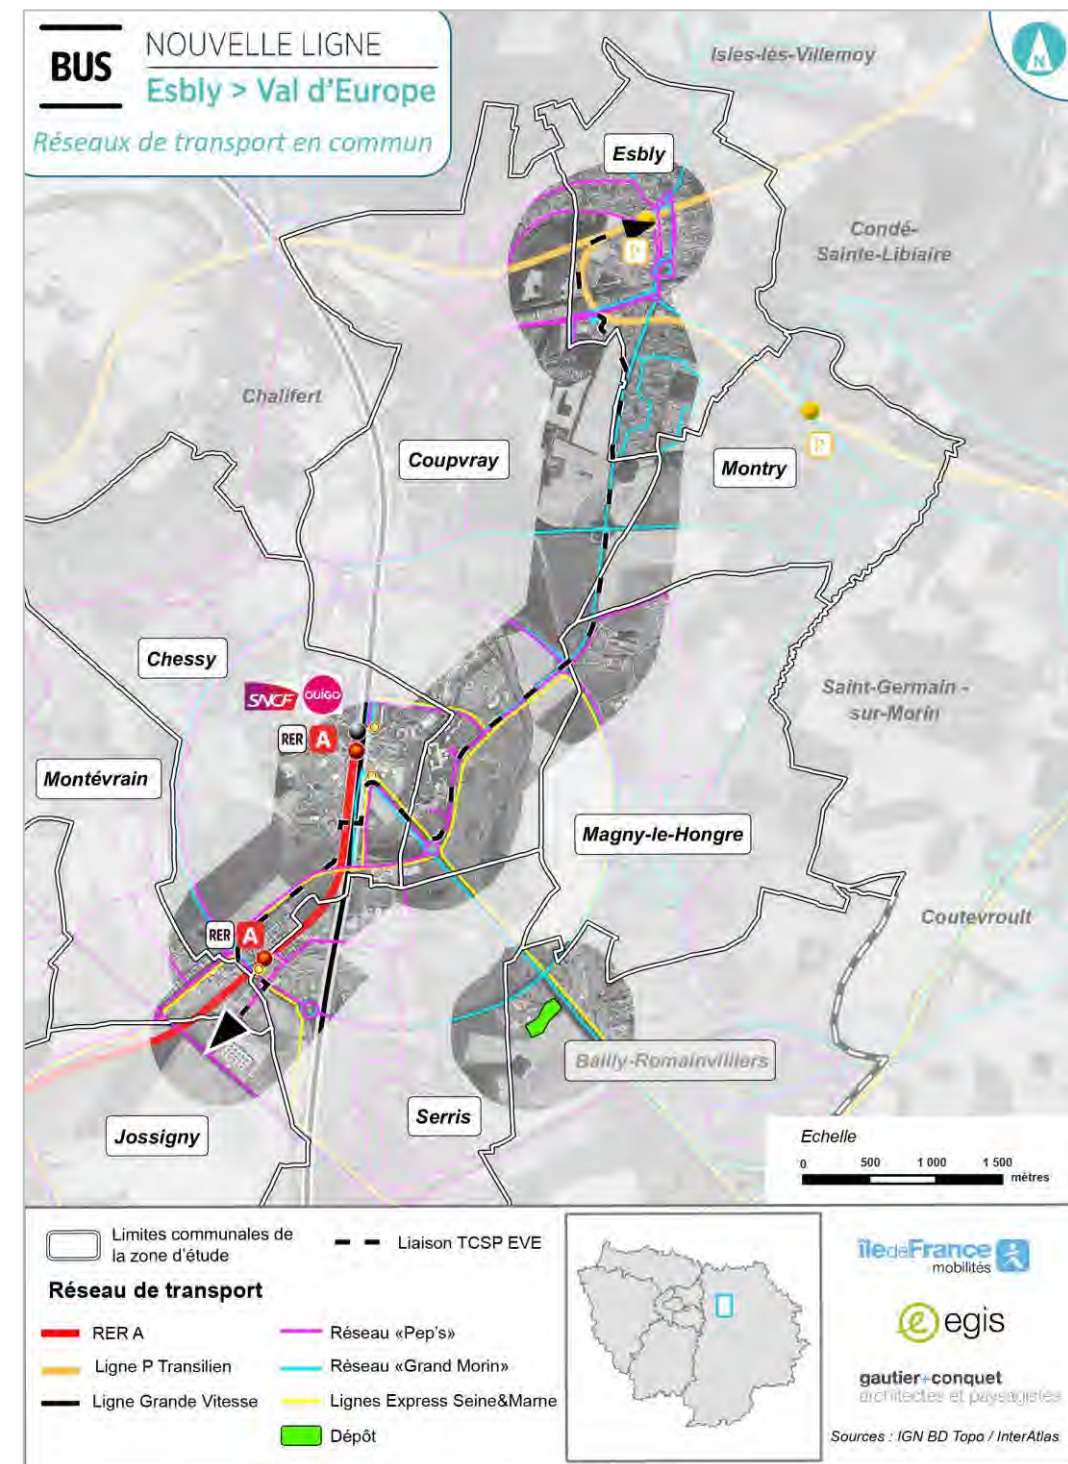 BUS
NOUVELLE LIGNE
Esbly > Val d'Europe
Réseaux de transport en commun
N
Isles-lès-Villemoy
Esbly
Condé-
Sainte-Libiaire
P
Chalifert
P
Coupvray
Montry
Chessy
SNCF
OUIGO
Saint-Germain -
sur-Morin
RER A
Montévrain
Magny-le-Hongre
Coutevroult
RER A
Bailly-Romainvilliers
Serris
Jossigny
Echelle
0 500 1 000 1 500
mètres
Limites communales de
la zone d'étude
Liaison TCSP EVE
Réseau de transport
RER A
Ligne P Transilien
Ligne Grande Vitesse
Réseau «Pep's»
Réseau «Grand Morin»
Lignes Express Seine&Marne
Dépôt
îledeFrance
mobilités
egis
gautier+conquet
architectes et paysagistes
Sources : IGN BD Topo / InterAtlas